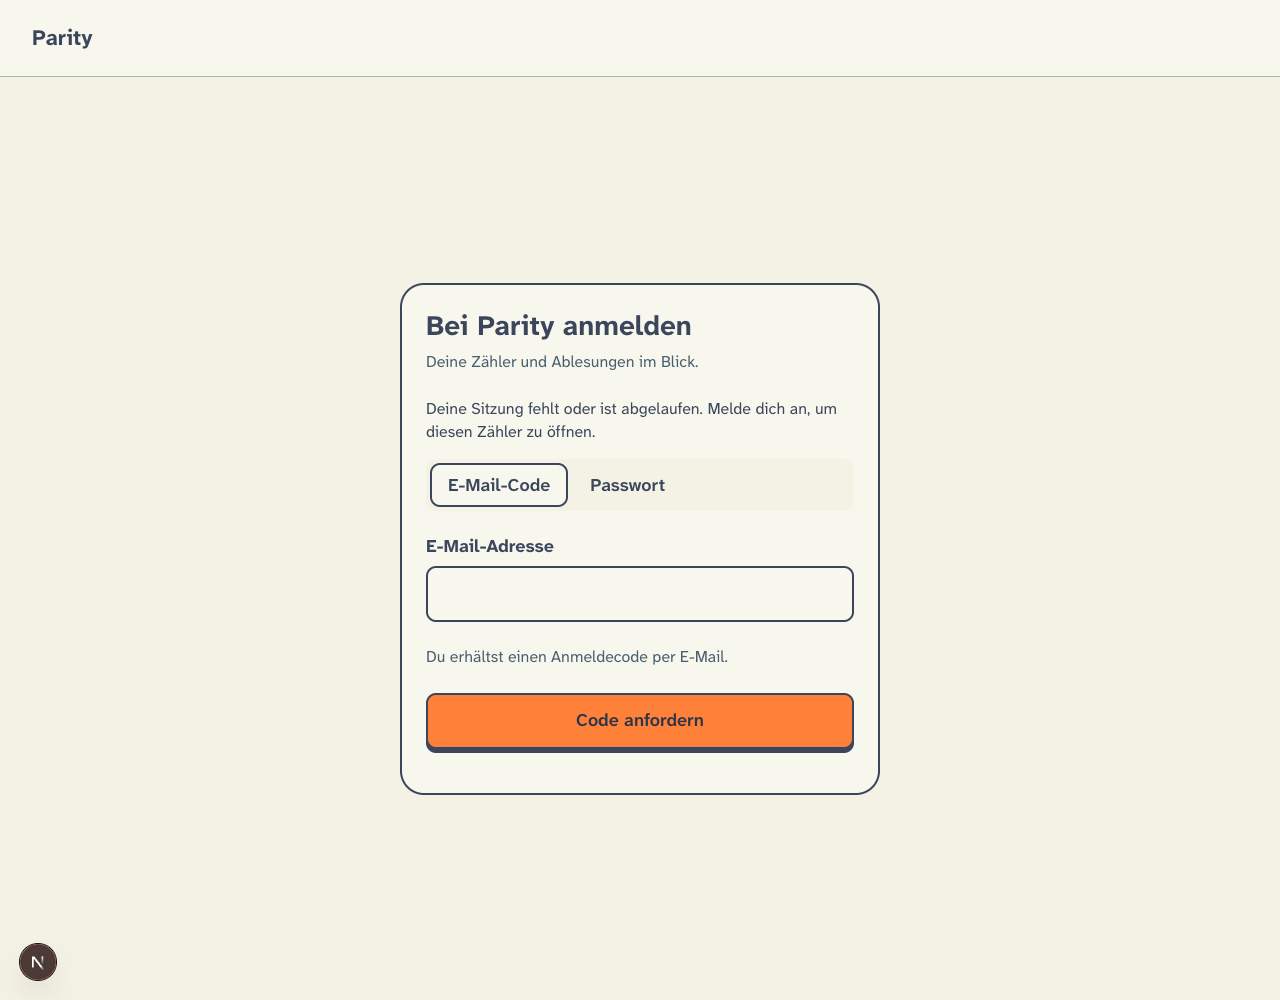 Parity
Bei Parity anmelden
Deine Zähler und Ablesungen im Blick.
Deine Sitzung fehlt oder ist abgelaufen. Melde dich an, um
diesen Zähler zu öffnen.
E-Mail-Code Passwort
E-Mail-Adresse
Du erhältst einen Anmeldecode per E-Mail.
Code anfordern
N